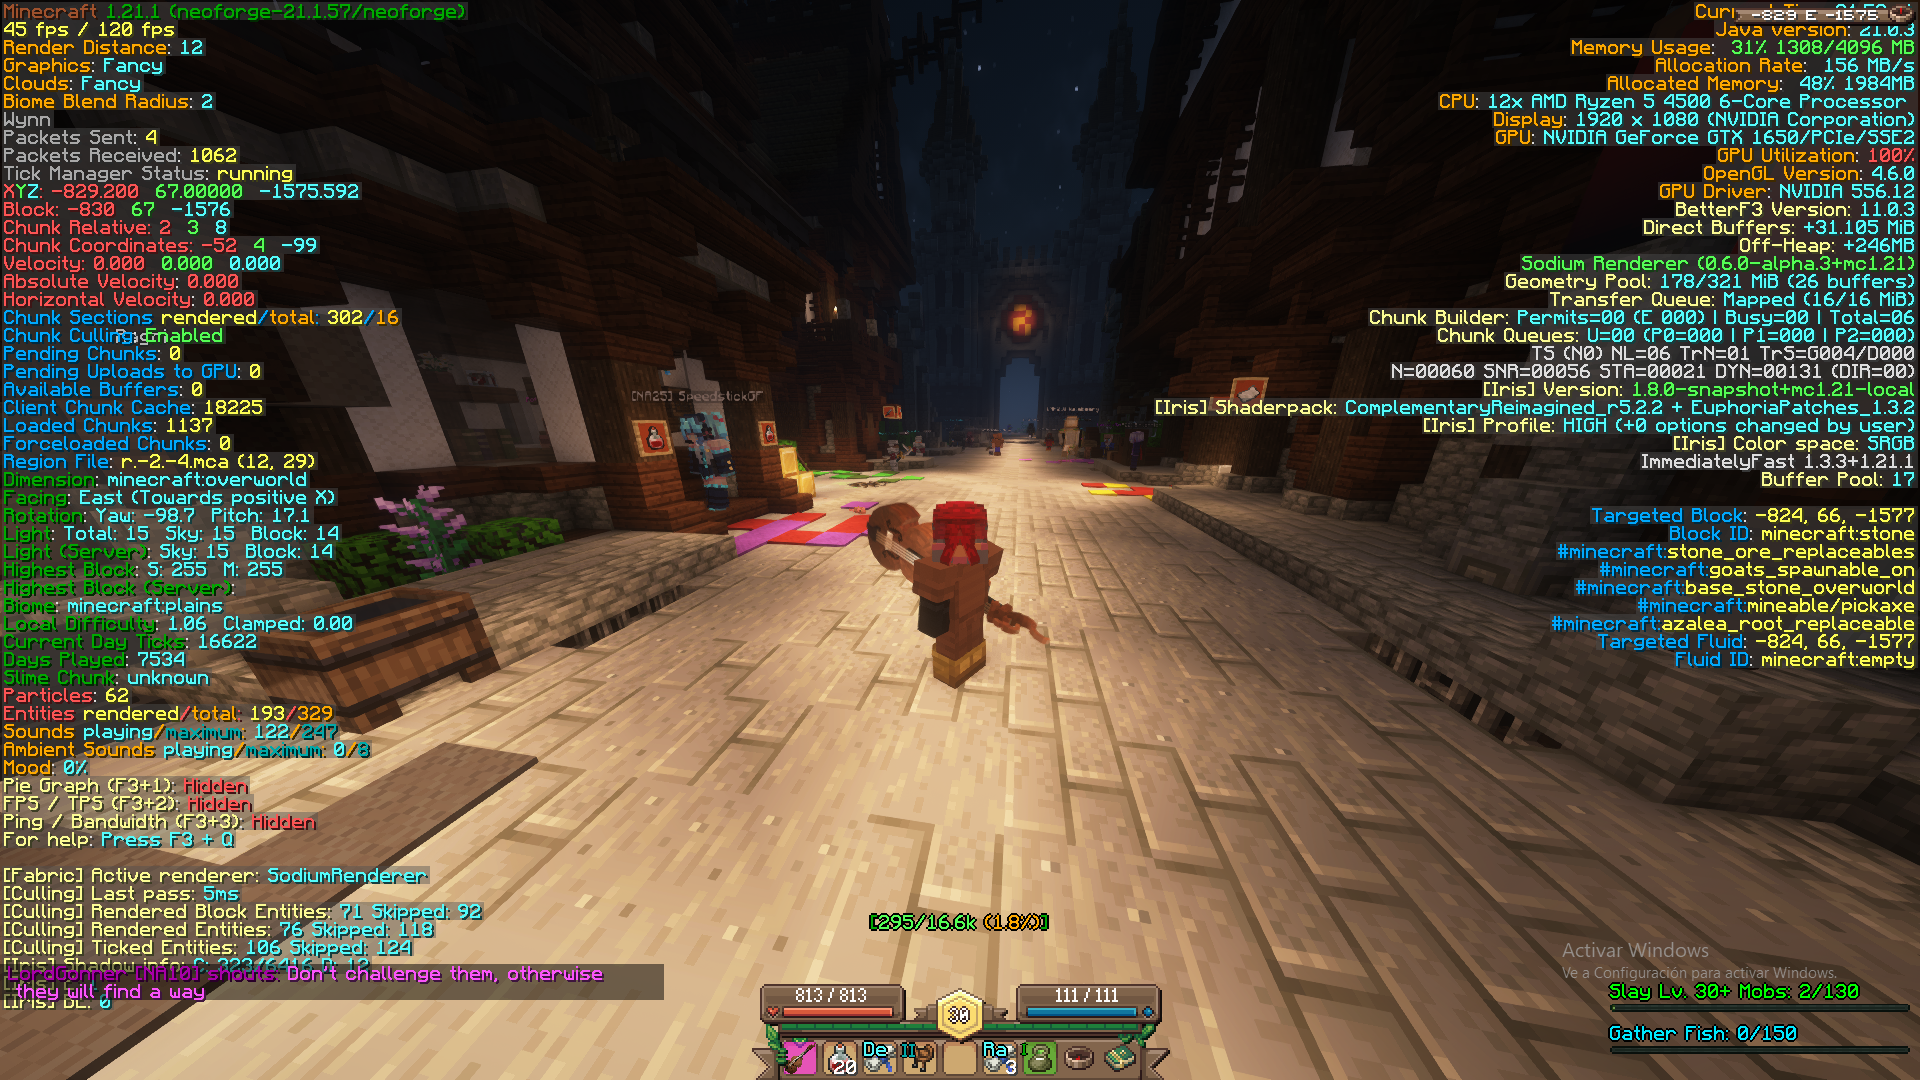 Minecraft 1.21.1 (neoforge-21.1.57/neoforge)
45 fps / 120 fps
Render Distance: 12
Graphics: Fancy
Clouds: Fancy
Biome Blend Radius: 2
Wynn
Packets Sent: 4
Packets Received: 1062
Tick Manager Status: running
XYZ: -829.200 67.00000 -1575.592
Block: -830 67 -1576
Chunk Relative: 2 3 8
Chunk Coordinates: -52 4 -99
Velocity: 0.000 0.000 0.000
Absolute Velocity: 0.000
Horizontal Velocity: 0.000
Chunk Sections rendered/total: 302/16
Chunk Culling: Enabled
Pending Chunks: 0
Pending Uploads to GPU: 0
Available Buffers: 0
Client Chunk Cache: 18225
Loaded Chunks: 1137
Forceloaded Chunks: 0
Region File: r.-2.-4.mca (12, 29)
Dimension: minecraft:overworld
Facing: East (Towards positive X)
Rotation: Yaw: -98.7 Pitch: 17.1
Light: Total: 15 Sky: 15 Block: 14
Light (Server): Sky: 15 Block: 14
Highest Block: S: 255 M: 255
Highest Block (Server):
Biome: minecraft:plains
Local Difficulty: 1.06 Clamped: 0.00
Current Day Ticks: 16622
Days Played: 7534
Slime Chunk: unknown
Particles: 62
Entities rendered/total: 193/329
Sounds playing/maximum: 122/247
Ambient Sounds playing/maximum: 0/8
Mood: 0%
Pie Graph (F3+1): Hidden
FPS / TPS (F3+2): Hidden
Ping / Bandwidth (F3+3): Hidden
For help: Press F3 + Q
[Fabric] Active renderer: SodiumRenderer
[Culling] Last pass: 5ms
[Culling] Rendered Block Entities: 71 Skipped: 92
[Culling] Rendered Entities: 76 Skipped: 118
[Culling] Ticked Entities: 106 Skipped: 124
[Iris] Shadow info:
LordGonner [NA10] shouts: Don't challenge them, otherwise
they will find a way
[Iris] BE: 0
-829 E -1575
Java version: 21.0.3
Memory Usage: 31% 1308/4096 MB
Allocation Rate: 156 MB/s
Allocated Memory: 48% 1984MB
CPU: 12x AMD Ryzen 5 4500 6-Core Processor
Display: 1920 x 1080 (NVIDIA Corporation)
GPU: NVIDIA GeForce GTX 1650/PCIe/SSE2
GPU Utilization: 100%
OpenGL Version: 4.6.0
GPU Driver: NVIDIA 556.12
BetterF3 Version: 11.0.3
Direct Buffers: +31.105 MiB
Off-Heap: +246MB
Sodium Renderer (0.6.0-alpha.3+mc1.21)
Geometry Pool: 178/321 MiB (26 buffers)
Transfer Queue: Mapped (16/16 MiB)
Chunk Builder: Permits=00 (E 000) | Busy=00 | Total=06
Chunk Queues: U=00 (P0=000 | P1=000 | P2=000)
TS (N0) NL=06 TrN=01 TrS=G004/D000
N=00060 SNR=00056 STA=00021 DYN=00131 (DIR=00)
[Iris] Version: 1.8.0-snapshot+mc1.21-local
[Iris] Shaderpack: ComplementaryReimagined_r5.2.2 + EuphoriaPatches_1.3.2
[Iris] Profile: HIGH (+0 options changed by user)
[Iris] Color space: SRGB
ImmediatelyFast 1.3.3+1.21.1
Buffer Pool: 17
Targeted Block: -824, 66, -1577
Block ID: minecraft:stone
#minecraft:stone_ore_replaceables
#minecraft:goats_spawnable_on
#minecraft:base_stone_overworld
#minecraft:mineable/pickaxe
#minecraft:azalea_root_replaceable
Targeted Fluid: -824, 66, -1577
Fluid ID: minecraft:empty
[NA25] SpeedstickGF
[295/16.6k (1.8%)]
Activar Windows
Ve a Configuración para activar Windows.
Slay Lv. 30+ Mobs: 2/130
Gather Fish: 0/150
813 / 813
30
111 / 111
20 De II Ra 3 I